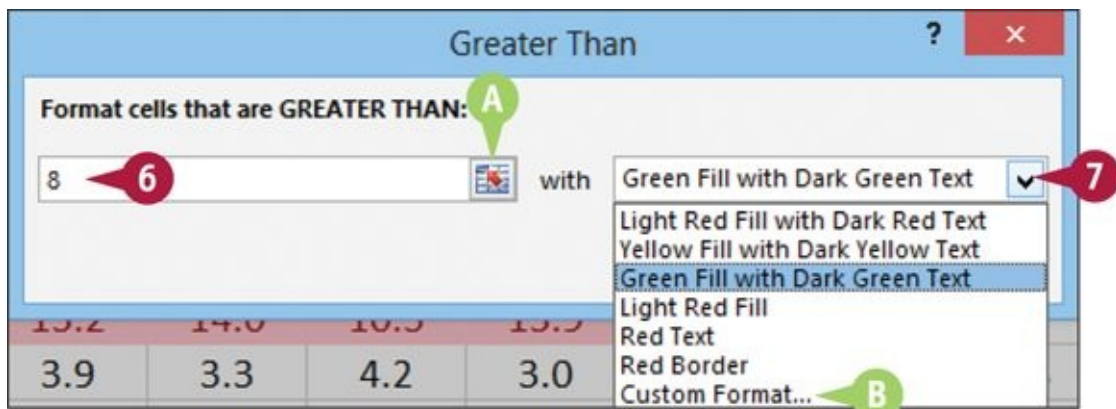 Greater Than ? ×
Format cells that are GREATER THAN: A
8 6 with Green Fill with Dark Green Text 7
Light Red Fill with Dark Red Text
Yellow Fill with Dark Yellow Text
Green Fill with Dark Green Text
Light Red Fill
Red Text
Red Border
Custom Format... B
14.0
3.9 3.3 4.2 3.0